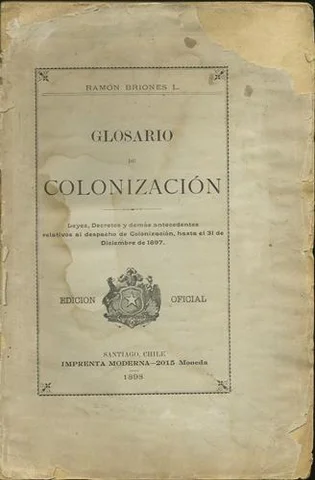 RAMÓN BRIONES L.
GLOSARIO
DE
COLONIZACIÓN
Leyes, Decretos y demás antecedentes
relativos al despacho de Colonización, hasta el 31 de
Diciembre de 1897.
EDICION OFICIAL
SANTIAGO, CHILE
IMPRENTA MODERNA—2015 Moneda
1898